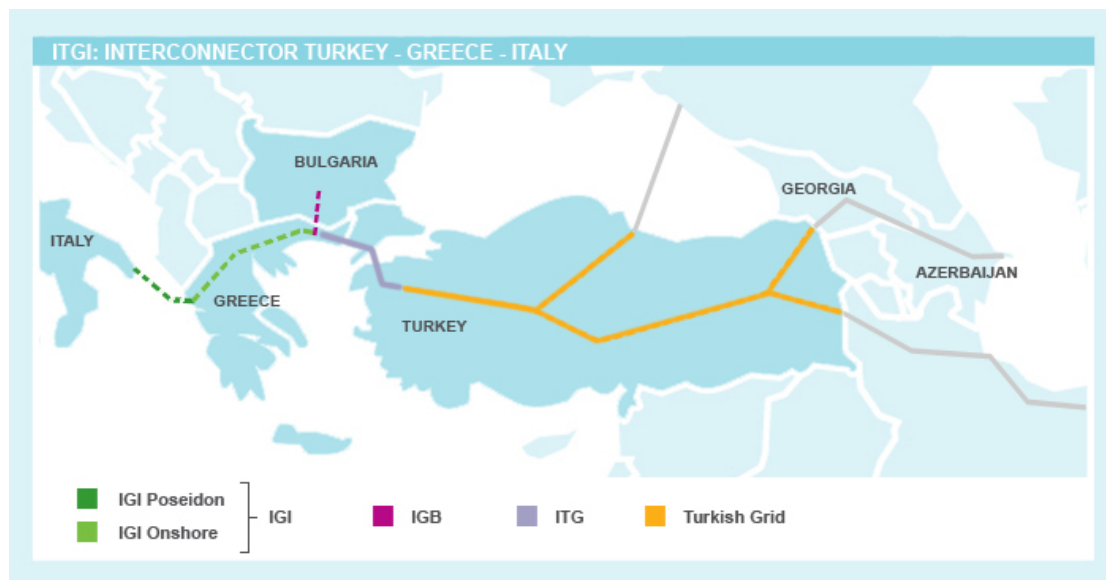 ITGI: INTERCONNECTOR TURKEY - GREECE - ITALY
BULGARIA
GEORGIA
ITALY
AZERBAIJAN
GREECE
TURKEY
IGI Poseidon
IGI Onshore
IGI
IGB
ITG
Turkish Grid